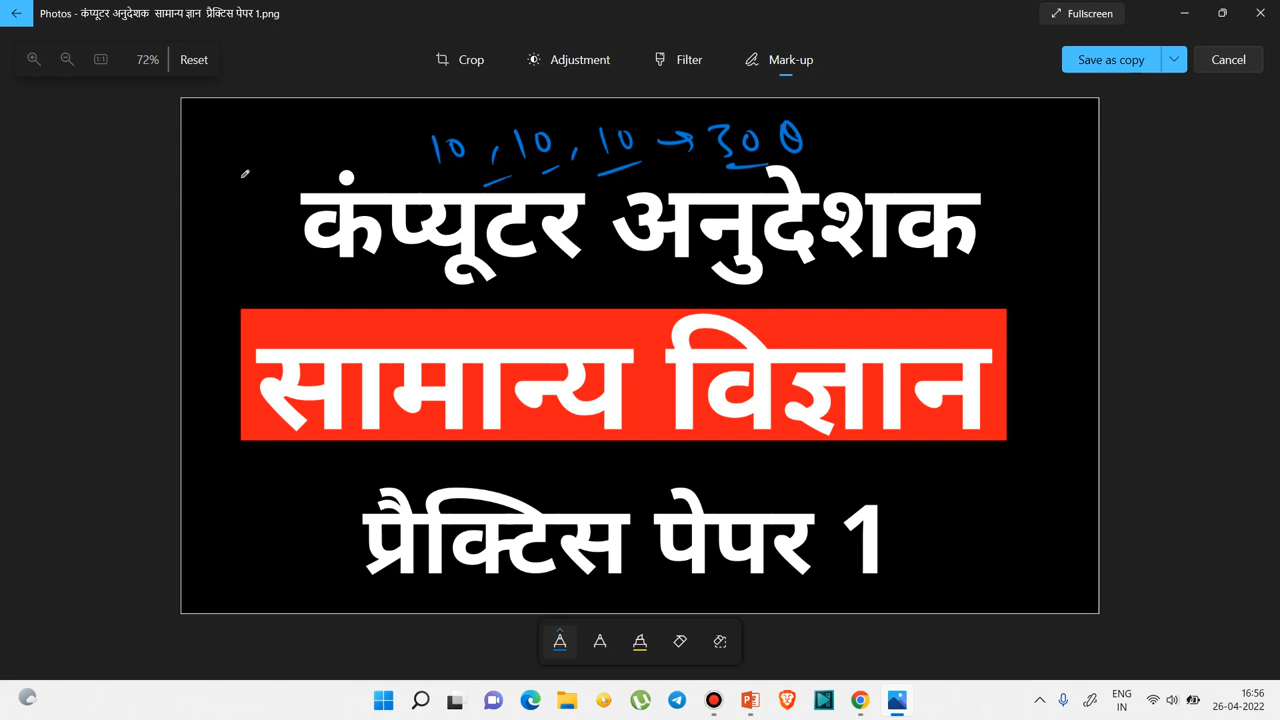 Photos - कंप्यूटर अनुदेशक सामान्य ज्ञान प्रैक्टिस पेपर 1.png
Fullscreen
72%
Reset
Crop
Adjustment
Filter
Mark-up
Save as copy
Cancel
10, 10, 10 → 30 θ
कंप्यूटर अनुदेशक
सामान्य विज्ञान
प्रैक्टिस पेपर 1
ENG
IN
16:56
26-04-2022